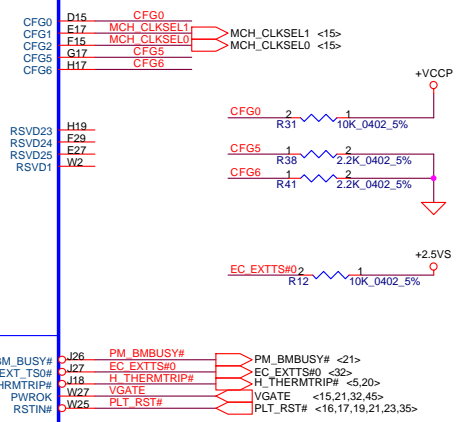 CFG0 D15 CFG0
CFG1 E17 MCH_CLKSEL1 MCH_CLKSEL1 <15>
CFG2 F15 MCH_CLKSEL0 MCH_CLKSEL0 <15>
CFG5 G17 CFG5
CFG6 H17 CFG6
+VCCP
CFG0 2 1
R31 10K_0402_5%
RSVD23 H19
RSVD24 E29
RSVD25 E27
RSVD1 W2
CFG5 1 2
R38 2.2K_0402_5%
CFG6 1 2
R41 2.2K_0402_5%
+2.5VS
EC_EXTTS#0 2 1
R12 10K_0402_5%
BM_BUSY# J26 PM_BMBUSY# PM_BMBUSY# <21>
EXT_TS0# J27 EC_EXTTS#0 EC_EXTTS#0 <32>
HRMTRIP# J18 H_THERMTRIP# H_THERMTRIP# <5,20>
PWROK W27 VGATE VGATE <15,21,32,45>
RSTIN# W25 PLT_RST# PLT_RST# <16,17,19,21,23,35>